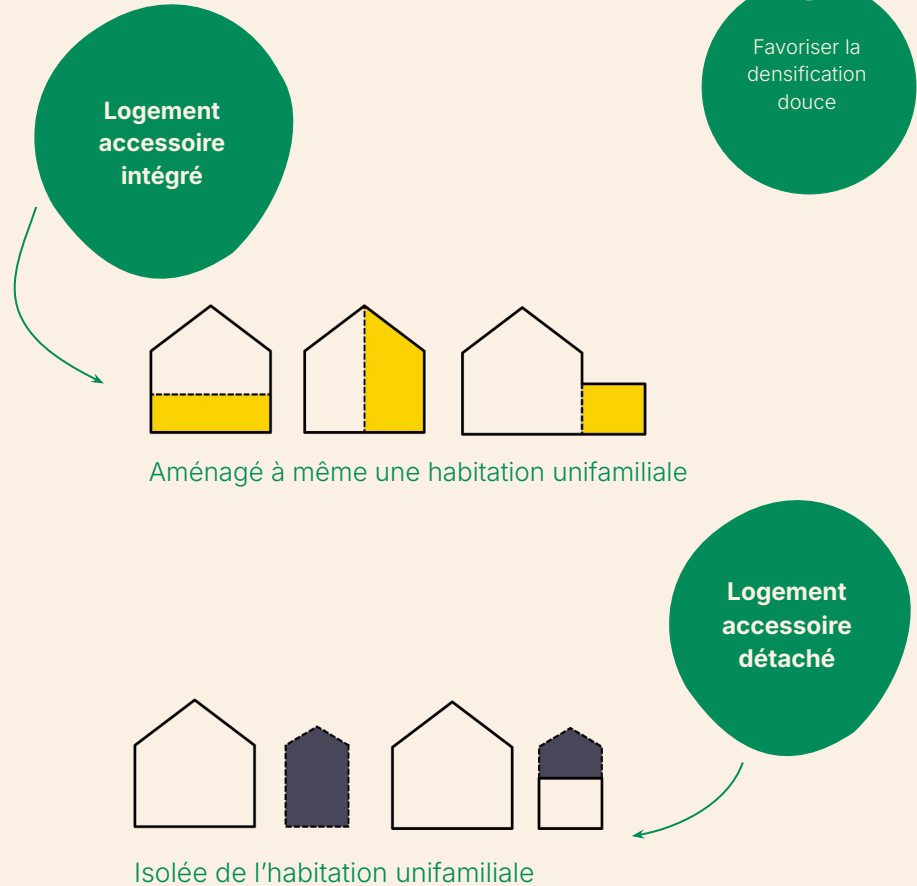 Favoriser la
densification
douce
Logement
accessoire
intégré
Aménagé à même une habitation unifamiliale
Logement
accessoire
détaché
Isolée de l’habitation unifamiliale